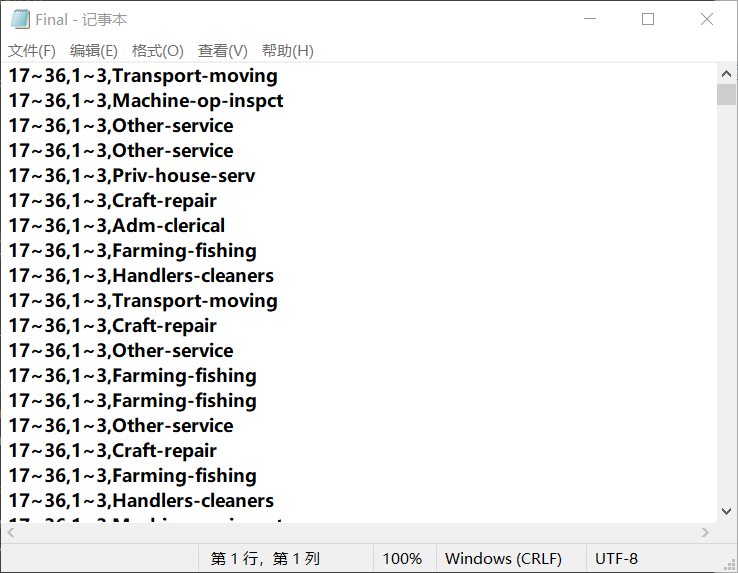 Final - 记事本
文件(F) 编辑(E) 格式(O) 查看(V) 帮助(H)
17~36,1~3,Transport-moving
17~36,1~3,Machine-op-inspct
17~36,1~3,Other-service
17~36,1~3,Other-service
17~36,1~3,Priv-house-serv
17~36,1~3,Craft-repair
17~36,1~3,Adm-clerical
17~36,1~3,Farming-fishing
17~36,1~3,Handlers-cleaners
17~36,1~3,Transport-moving
17~36,1~3,Craft-repair
17~36,1~3,Other-service
17~36,1~3,Farming-fishing
17~36,1~3,Farming-fishing
17~36,1~3,Other-service
17~36,1~3,Craft-repair
17~36,1~3,Farming-fishing
17~36,1~3,Handlers-cleaners
第 1 行，第 1 列 100% Windows (CRLF) UTF-8